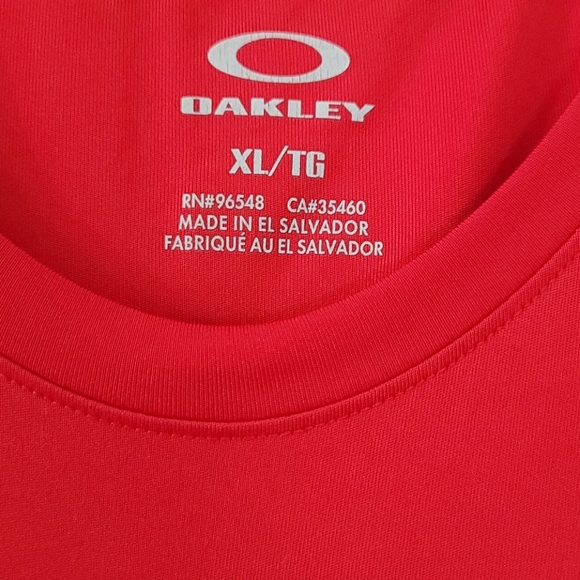 OAKLEY
XL/TG
RN#96548 CA#35460
MADE IN EL SALVADOR
FABRIQUÉ AU EL SALVADOR